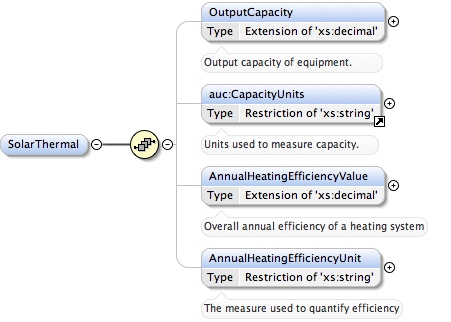 OutputCapacity
Type Extension of 'xs:decimal'
Output capacity of equipment.
auc:CapacityUnits
Type Restriction of 'xs:string'
Units used to measure capacity.
SolarThermal
AnnualHeatingEfficiencyValue
Type Extension of 'xs:decimal'
Overall annual efficiency of a heating system
AnnualHeatingEfficiencyUnit
Type Restriction of 'xs:string'
The measure used to quantify efficiency